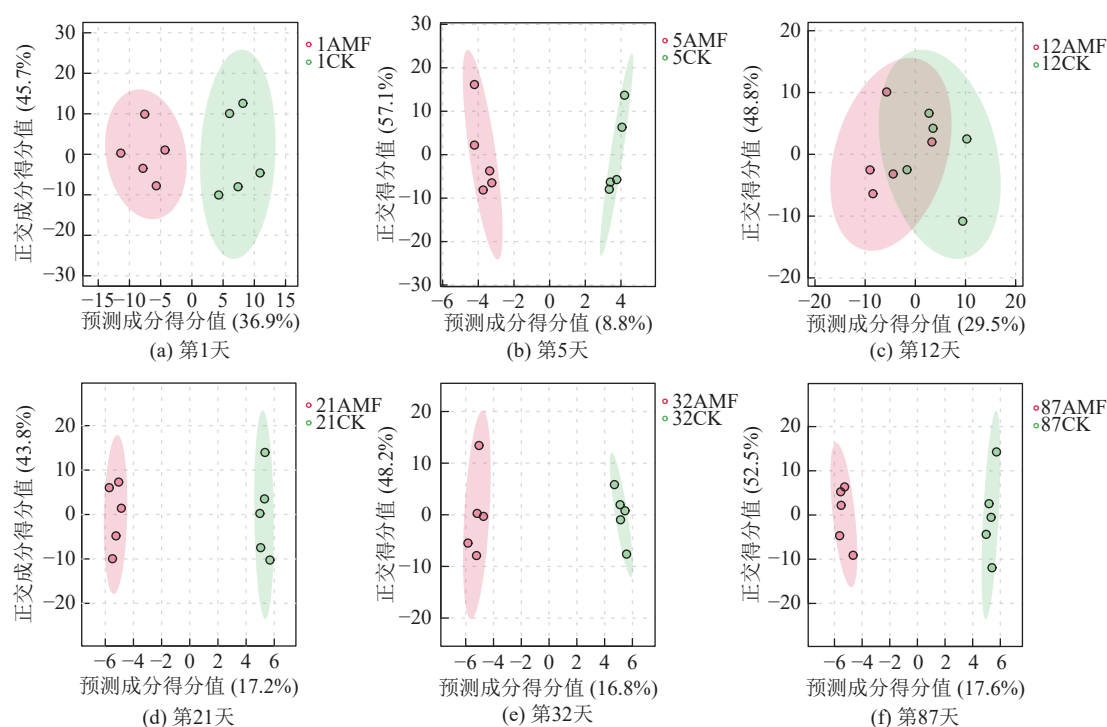 30
20
10
0
−10
−20
−30
正交成分得分值 (45.7%)
−15
−10
−5
0
5
10
15
预测成分得分值 (36.9%)
1AMF
1CK
(a) 第1天
30
20
10
0
−10
−20
−30
正交得分值 (57.1%)
−6
−4
−2
0
2
4
预测成分得分值 (8.8%)
5AMF
5CK
(b) 第5天
20
10
0
−10
−20
正交得分值 (48.8%)
−20
−10
0
10
20
预测成分得分值 (29.5%)
12AMF
12CK
(c) 第12天
20
10
0
−10
−20
正交成分得分值 (43.8%)
−6
−4
−2
0
2
4
6
预测成分得分值 (17.2%)
21AMF
21CK
(d) 第21天
20
10
0
−10
−20
正交得分值 (48.2%)
−6
−4
−2
0
2
4
6
预测成分得分值 (16.8%)
32AMF
32CK
(e) 第32天
20
10
0
−10
−20
正交得分值 (52.5%)
−6
−4
−2
0
2
4
6
预测成分得分值 (17.6%)
87AMF
87CK
(f) 第87天